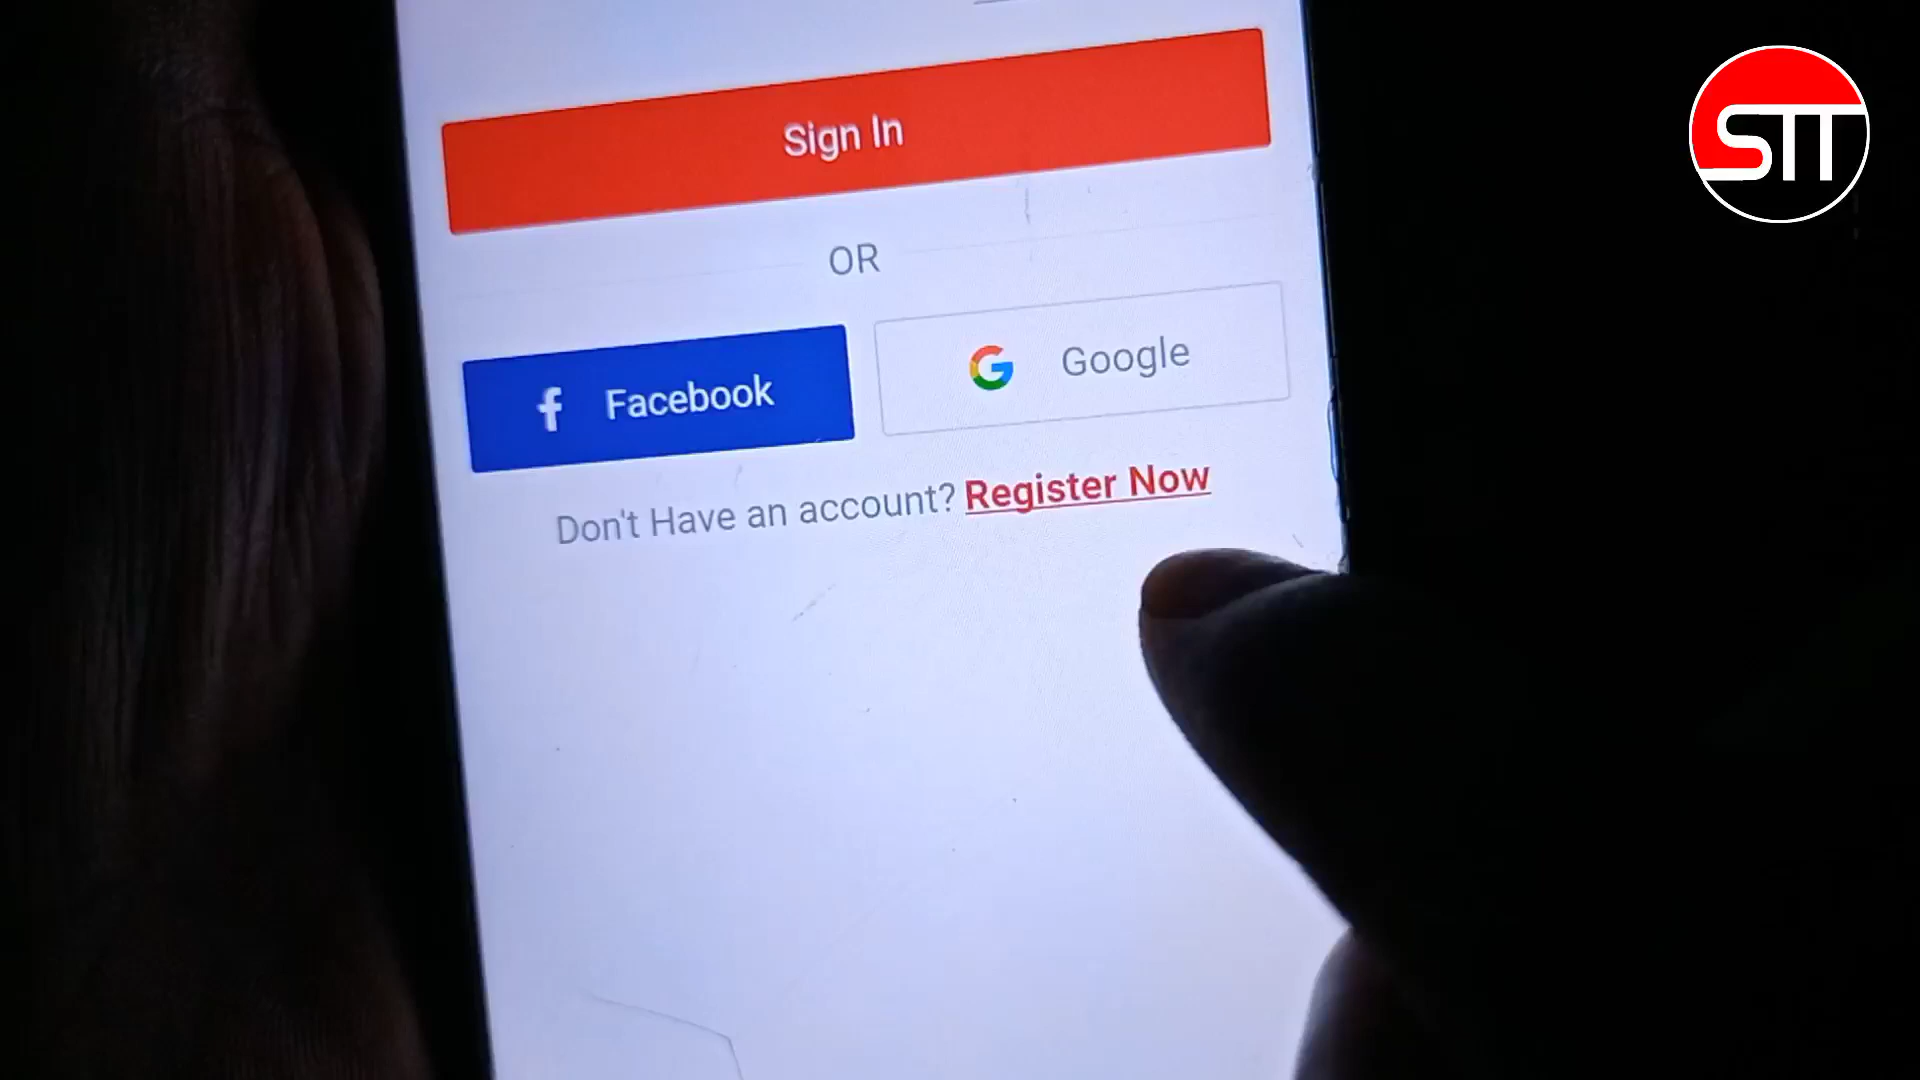 STT
Sign In
OR
Facebook
Google
Don't Have an account? Register Now